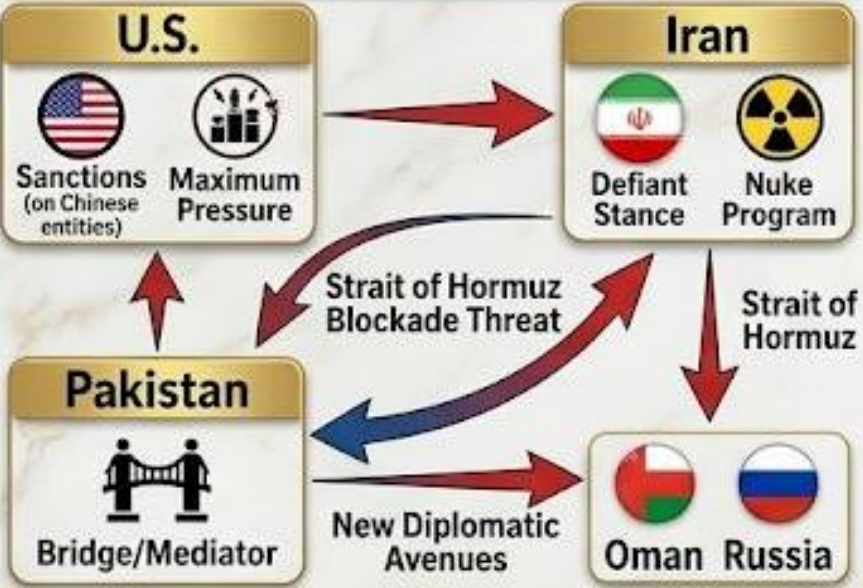 U.S.
Sanctions
(on Chinese
entities)
Maximum
Pressure
Iran
Defiant
Stance
Nuke
Program
Strait of Hormuz
Blockade Threat
Strait of
Hormuz
Pakistan
Bridge/Mediator
New Diplomatic
Avenues
Oman
Russia